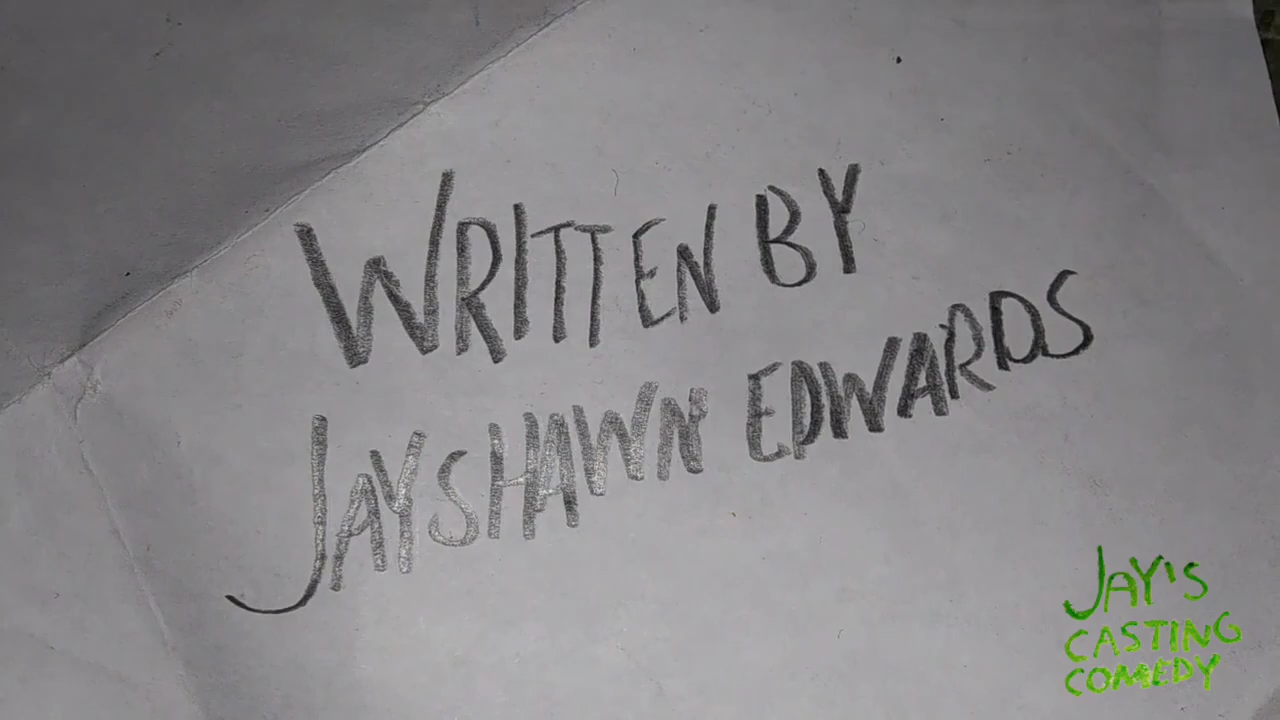 WRITTEN BY
JAYSHAWN EDWARDS
JAY'S
CASTING
COMEDY